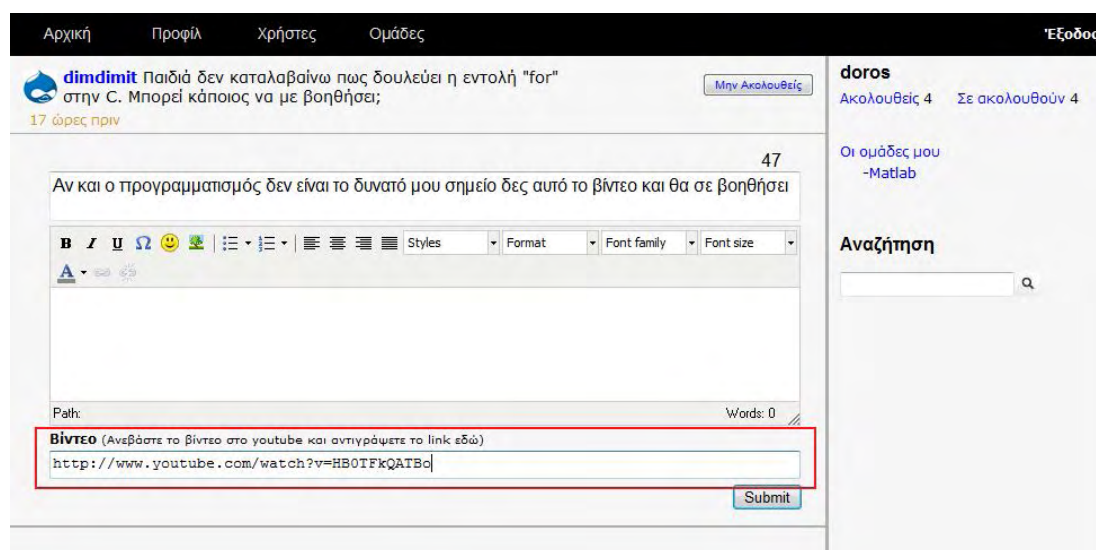 Αρχική Προφίλ Χρήστες Ομάδες Έξοδος
dimdimit Παιδιά δεν καταλαβαίνω πως δουλεύει η εντολή "for"
στην C. Μπορεί κάποιος να με βοηθήσει;
17 ώρες πριν
Μην Ακολουθείς
47
Αν και ο προγραμματισμός δεν είναι το δυνατό μου σημείο δες αυτό το βίντεο και θα σε βοηθήσει
B I U Ω Styles Format Font family Font size
A
Path: Words: 0
Βίντεο (Ανεβάστε το βίντεο στο youtube και αντιγράψετε το link εδώ)
http://www.youtube.com/watch?v=HB0TFkQATBo
Submit
doros
Ακολουθείς 4 Σε ακολουθούν 4
Οι ομάδες μου
-Matlab
Αναζήτηση